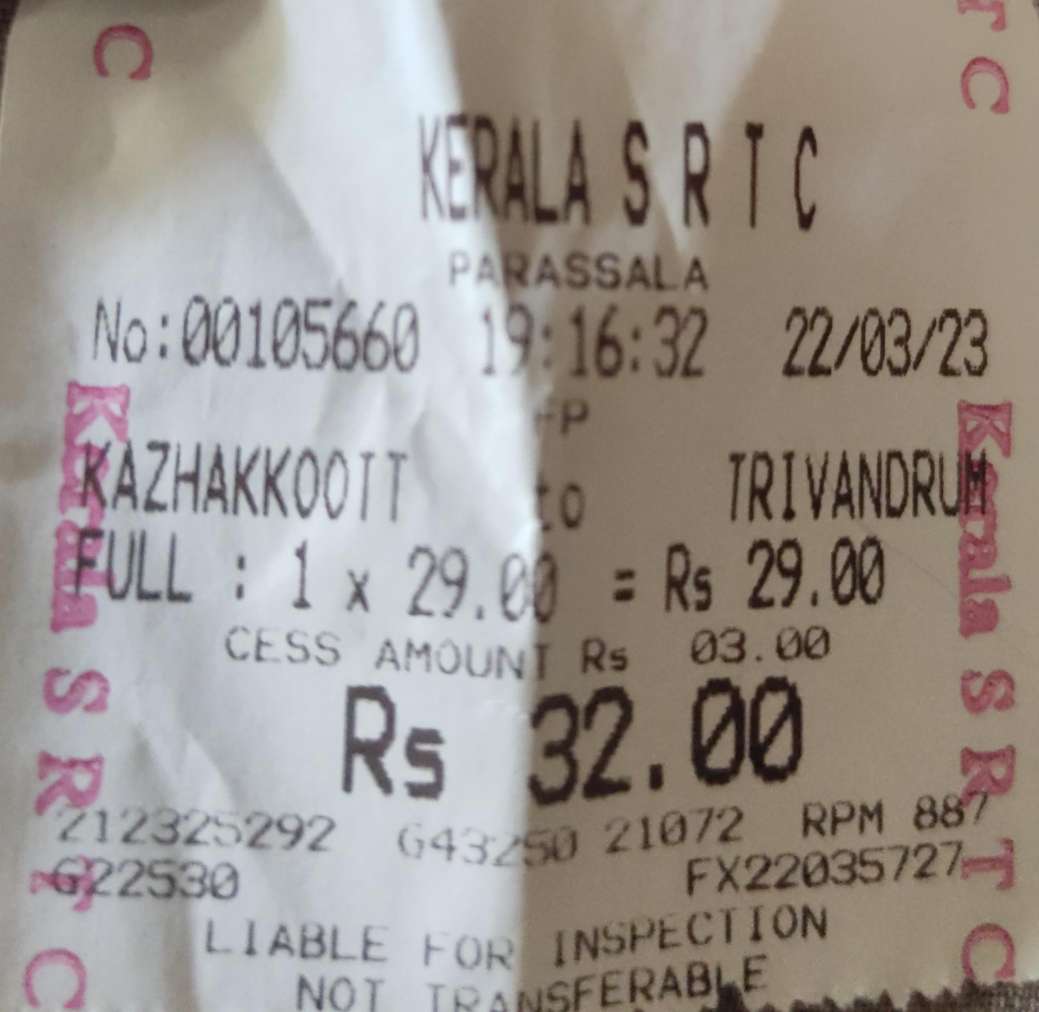 KERALA S R T C
PARASSALA
No:00105660 19:16:32 22/03/23
FP
KAZHAKKOOTT to TRIVANDRUM
FULL : 1 x 29.00 = Rs 29.00
CESS AMOUNT Rs 03.00
Rs 32.00
212325292 G43250 21072 RPM 887
G22530 FX22035727
LIABLE FOR INSPECTION
NOT TRANSFERABLE
C
Kerala S R T C
T C
Kerala S R T C